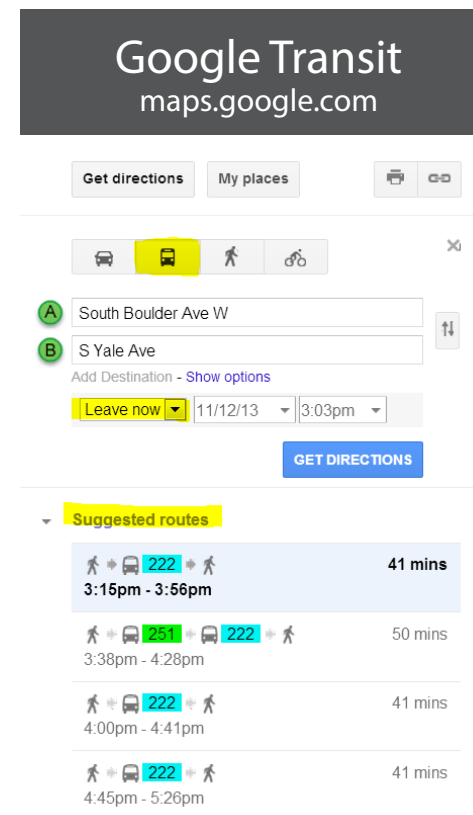 Google Transit
maps.google.com
Get directions My places
A South Boulder Ave W
B S Yale Ave
Add Destination - Show options
Leave now 11/12/13 3:03pm
GET DIRECTIONS
Suggested routes
222 41 mins
3:15pm - 3:56pm
251 222 50 mins
3:38pm - 4:28pm
222 41 mins
4:00pm - 4:41pm
222 41 mins
4:45pm - 5:26pm